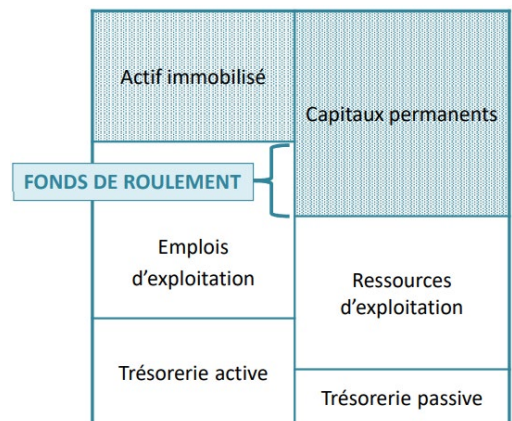 Actif immobilisé
Capitaux permanents
FONDS DE ROULEMENT
Emplois
d’exploitation
Ressources
d’exploitation
Trésorerie active
Trésorerie passive